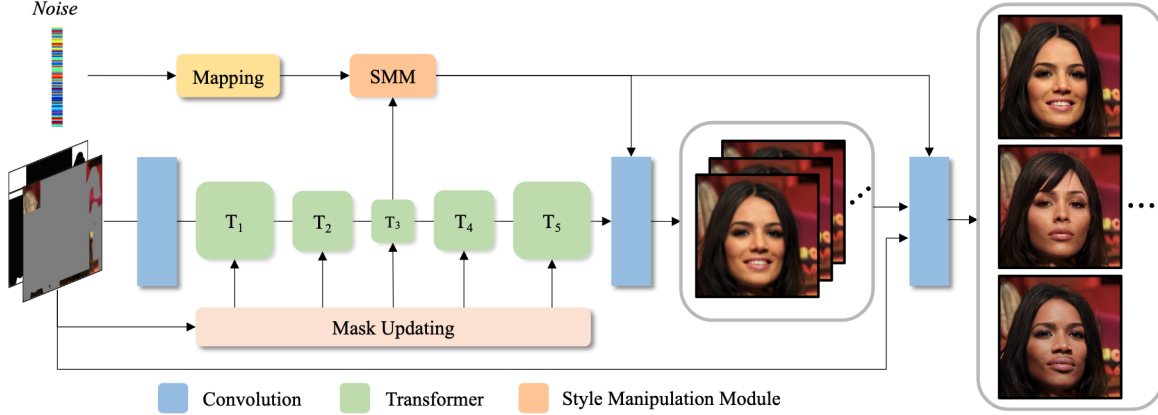 Noise
Mapping
SMM
T1
T2
T3
T4
T5
Mask Updating
Convolution
Transformer
Style Manipulation Module